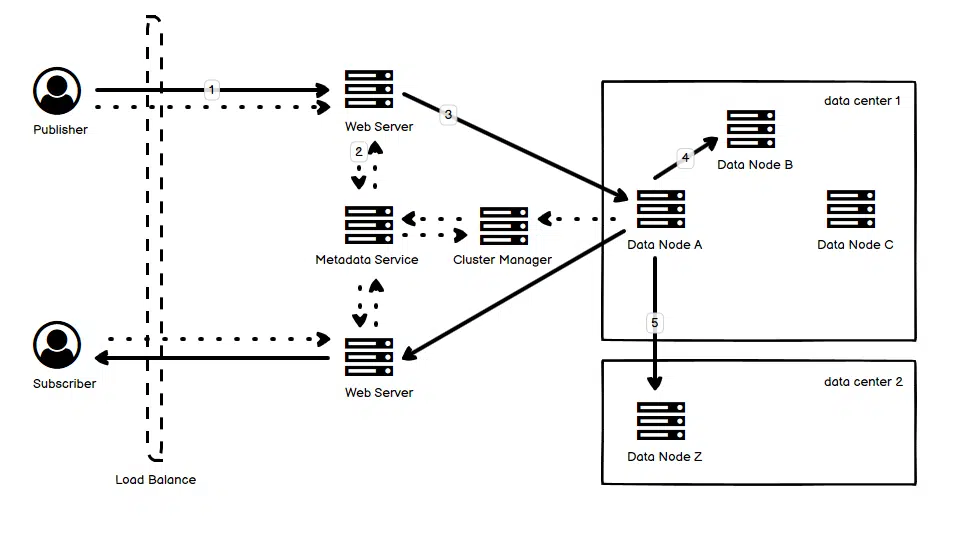 1
Publisher
Web Server
3
data center 1
Data Node B
4
2
Metadata Service
Cluster Manager
Data Node A
Data Node C
5
Subscriber
Web Server
data center 2
Data Node Z
Load Balance